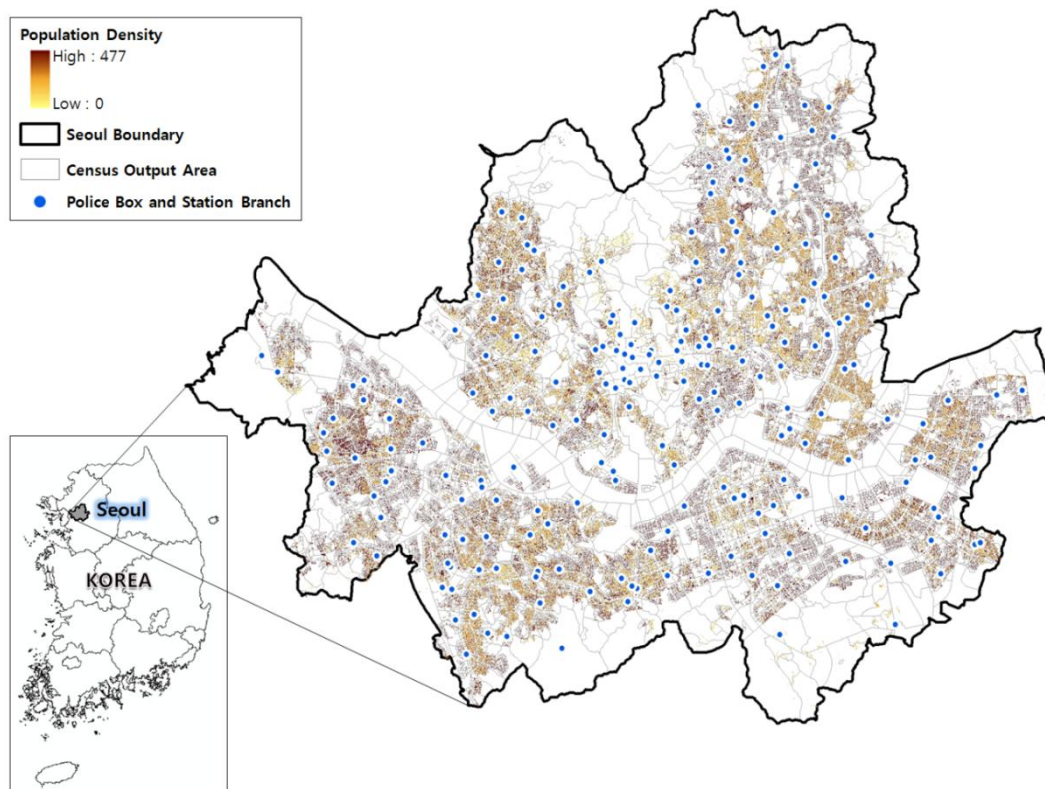 Population Density
High : 477
Low : 0
Seoul Boundary
Census Output Area
Police Box and Station Branch
Seoul
KOREA